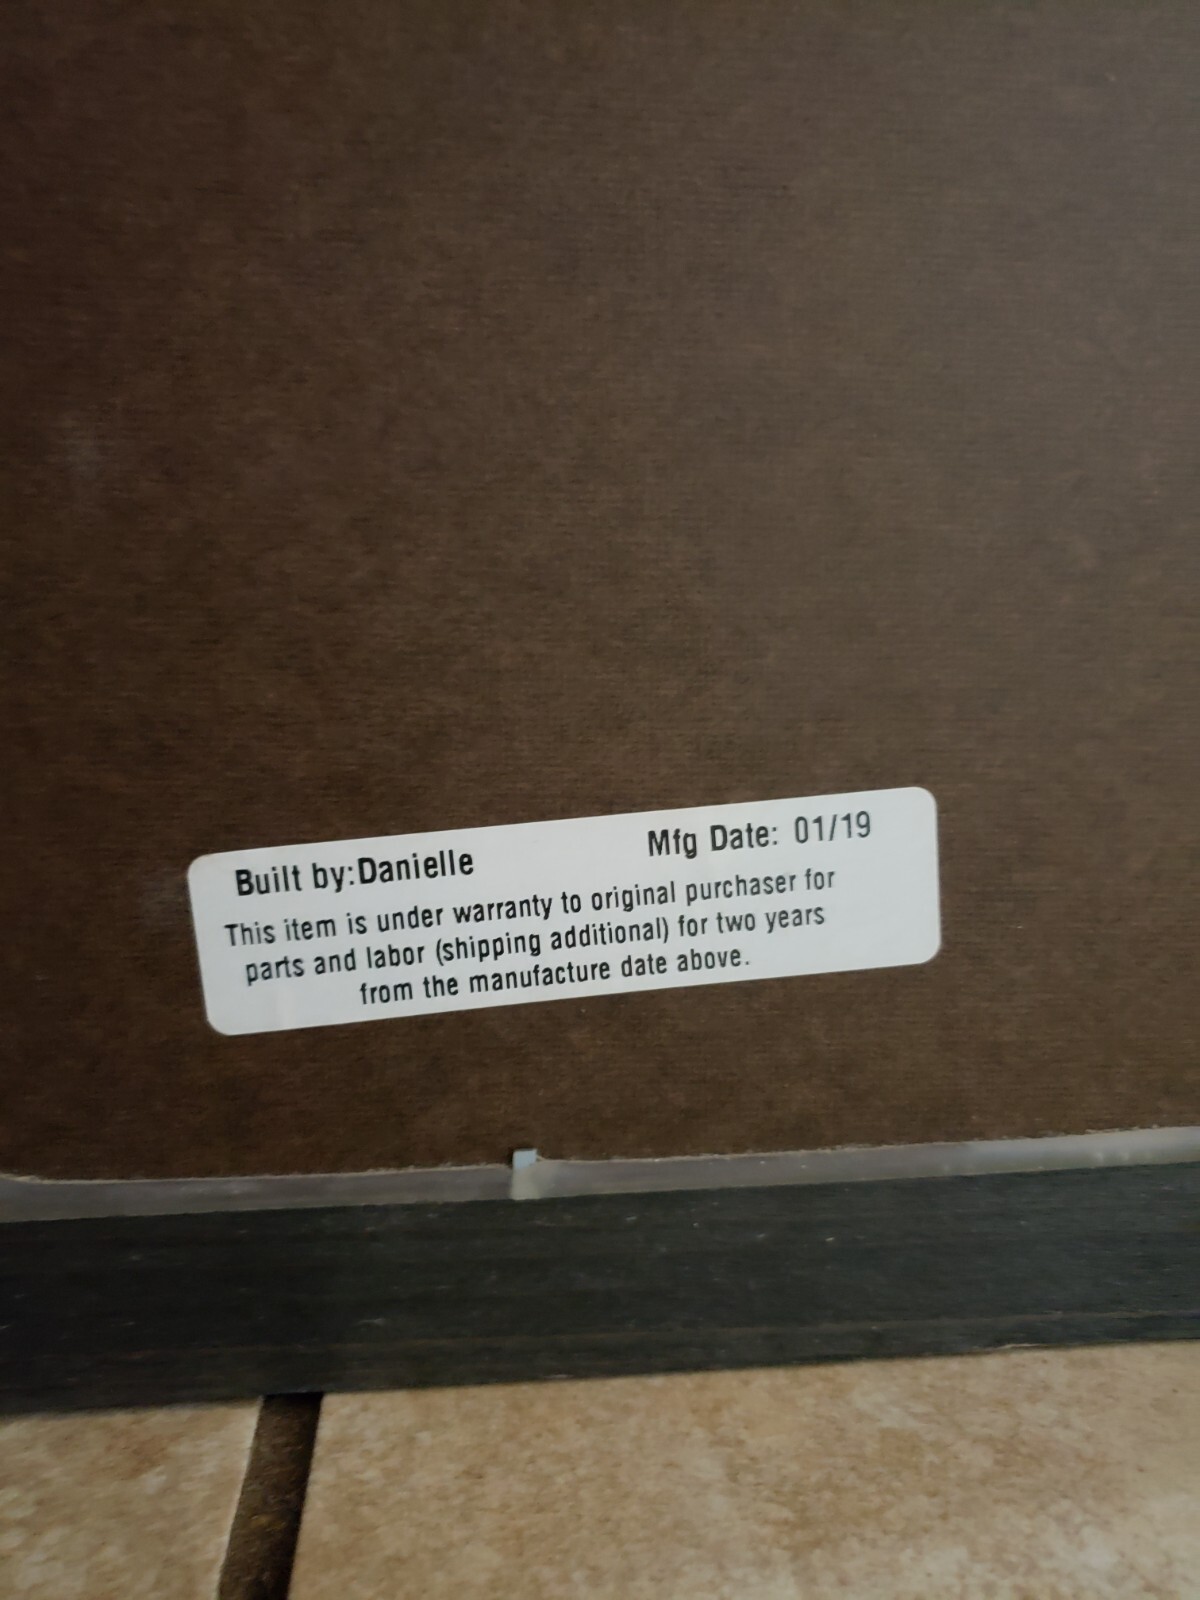 Built by:Danielle Mfg Date: 01/19
This item is under warranty to original purchaser for
parts and labor (shipping additional) for two years
from the manufacture date above.